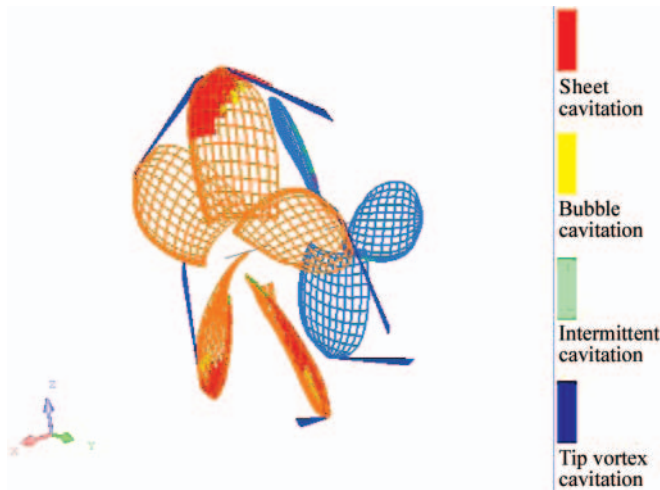 Sheet
cavitation
Bubble
cavitation
Intermittent
cavitation
Tip vortex
cavitation
Z
X
Y